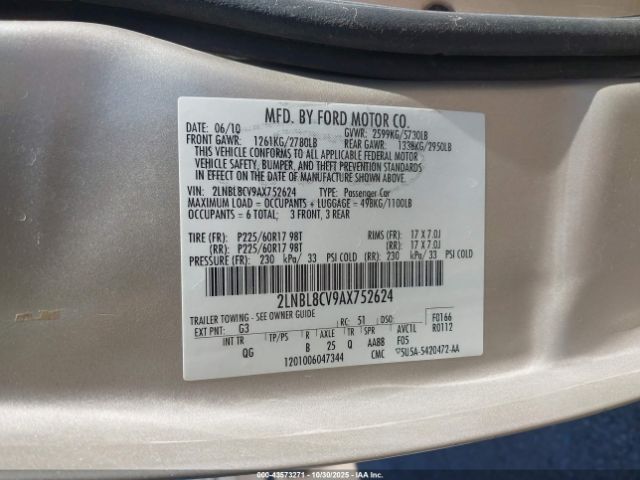 MFD. BY FORD MOTOR CO.
DATE: 06/10 GVWR: 2599KG/5730LB
FRONT GAWR: 1261KG/2780LB REAR GAWR: 1338KG/2950LB
THIS VEHICLE CONFORMS TO ALL APPLICABLE FEDERAL MOTOR
VEHICLE SAFETY, BUMPER, AND THEFT PREVENTION STANDARDS
IN EFFECT ON THE DATE OF MANUFACTURE SHOWN ABOVE.
VIN: 2LNBL8CV9AX752624 TYPE: Passenger Car
MAXIMUM LOAD = OCCUPANTS + LUGGAGE = 498KG/1100LB
OCCUPANTS = 6 TOTAL; 3 FRONT, 3 REAR
TIRE (FR): P225/60R17 98T RIMS (FR): 17 X 7.0J
(RR): P225/60R17 98T (RR): 17 X 7.0J
PRESSURE (FR): 230 kPa/ 33 PSI COLD (RR): 230 kPa/ 33 PSI COLD
2LNBL8CV9AX752624
TRAILER TOWING - SEE OWNER GUIDE
EXT PNT: G3 RC: 51 DSO: F0166
R0112
INT TR TP/PS R AXLE TR SPR AVCTL
QG B 25 Q AABB F05
1201006047344 CMC 5U5A-5420472-AA
© - 43573271 - 10/30/2025 - IAAI.COM